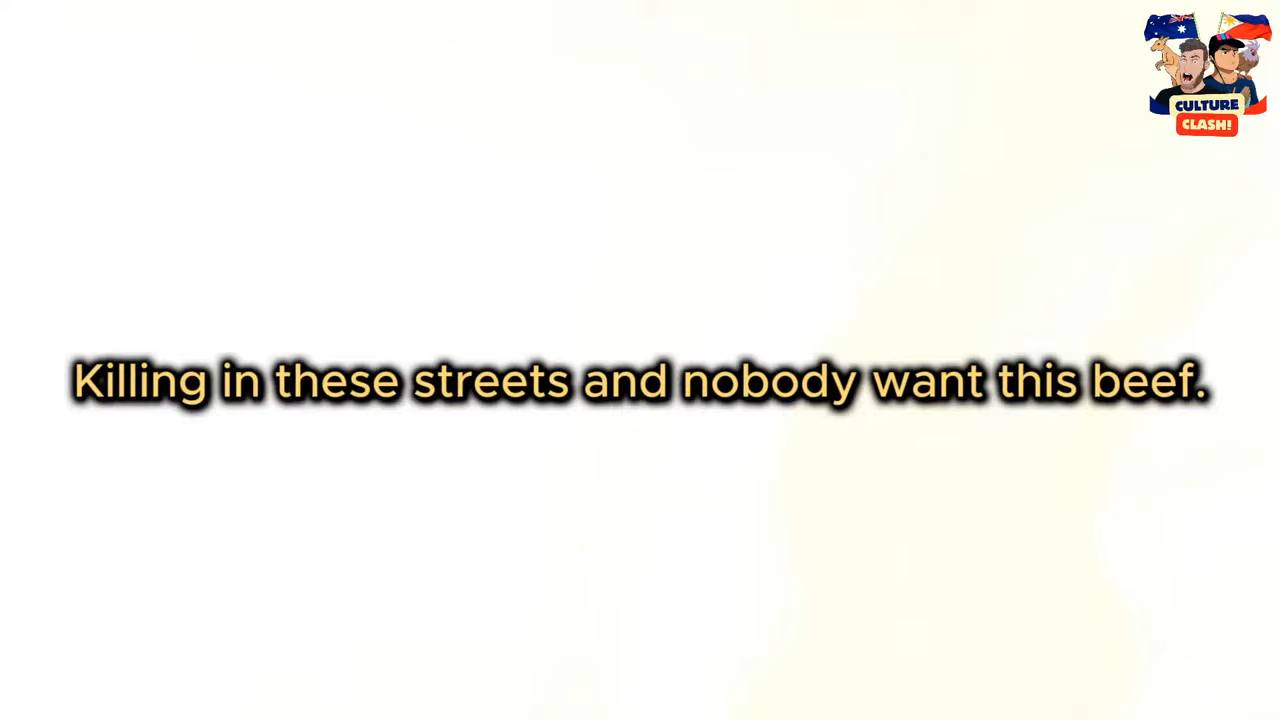 CULTURE
CLASH!
Killing in these streets and nobody want this beef.